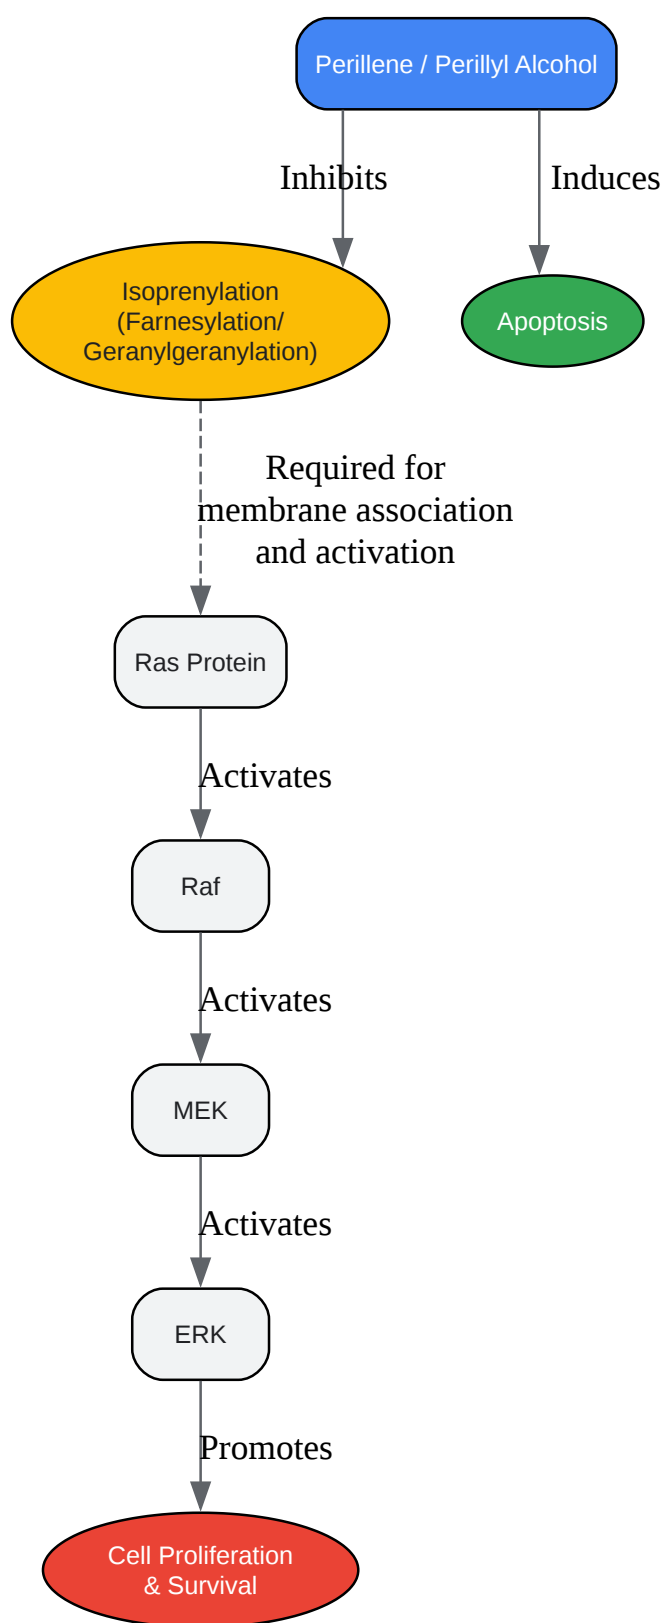 Perillene / Perillyl Alcohol
Inhibits
Induces
Isoprenylation
(Farnesylation/
Geranylgeranylation)
Apoptosis
Required for
membrane association
and activation
Ras Protein
Activates
Raf
Activates
MEK
Activates
ERK
Promotes
Cell Proliferation
& Survival